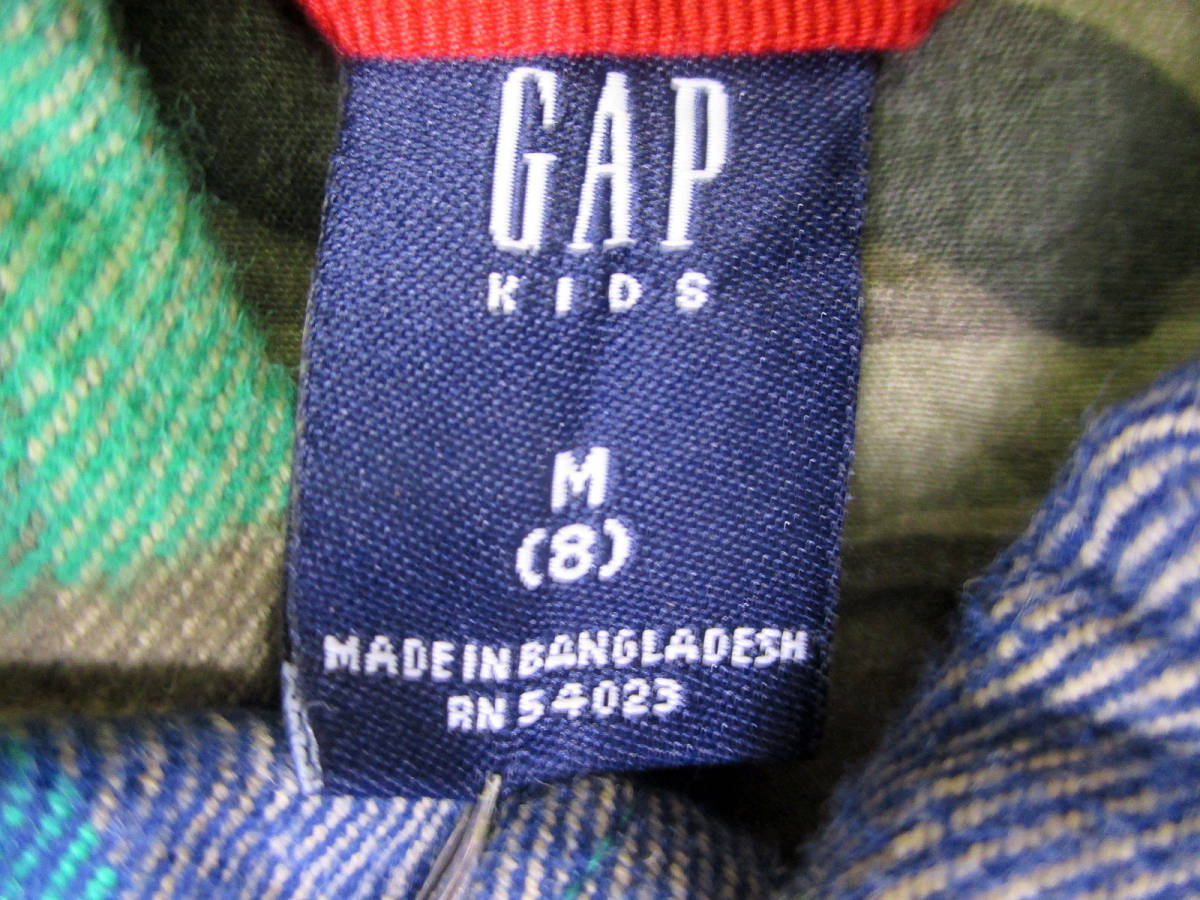 GAP
KIDS
M
(8)
MADE IN BANGLADESH
RN 54023